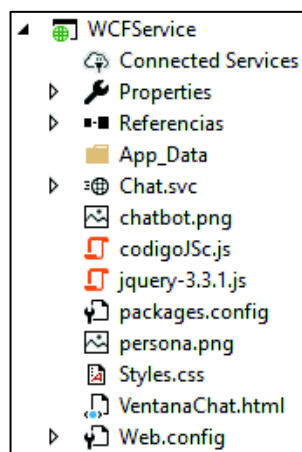 WCFService
Connected Services
Properties
Referencias
App_Data
Chat.svc
chatbot.png
codigoJSc.js
jquery-3.3.1.js
packages.config
persona.png
Styles.css
VentanaChat.html
Web.config